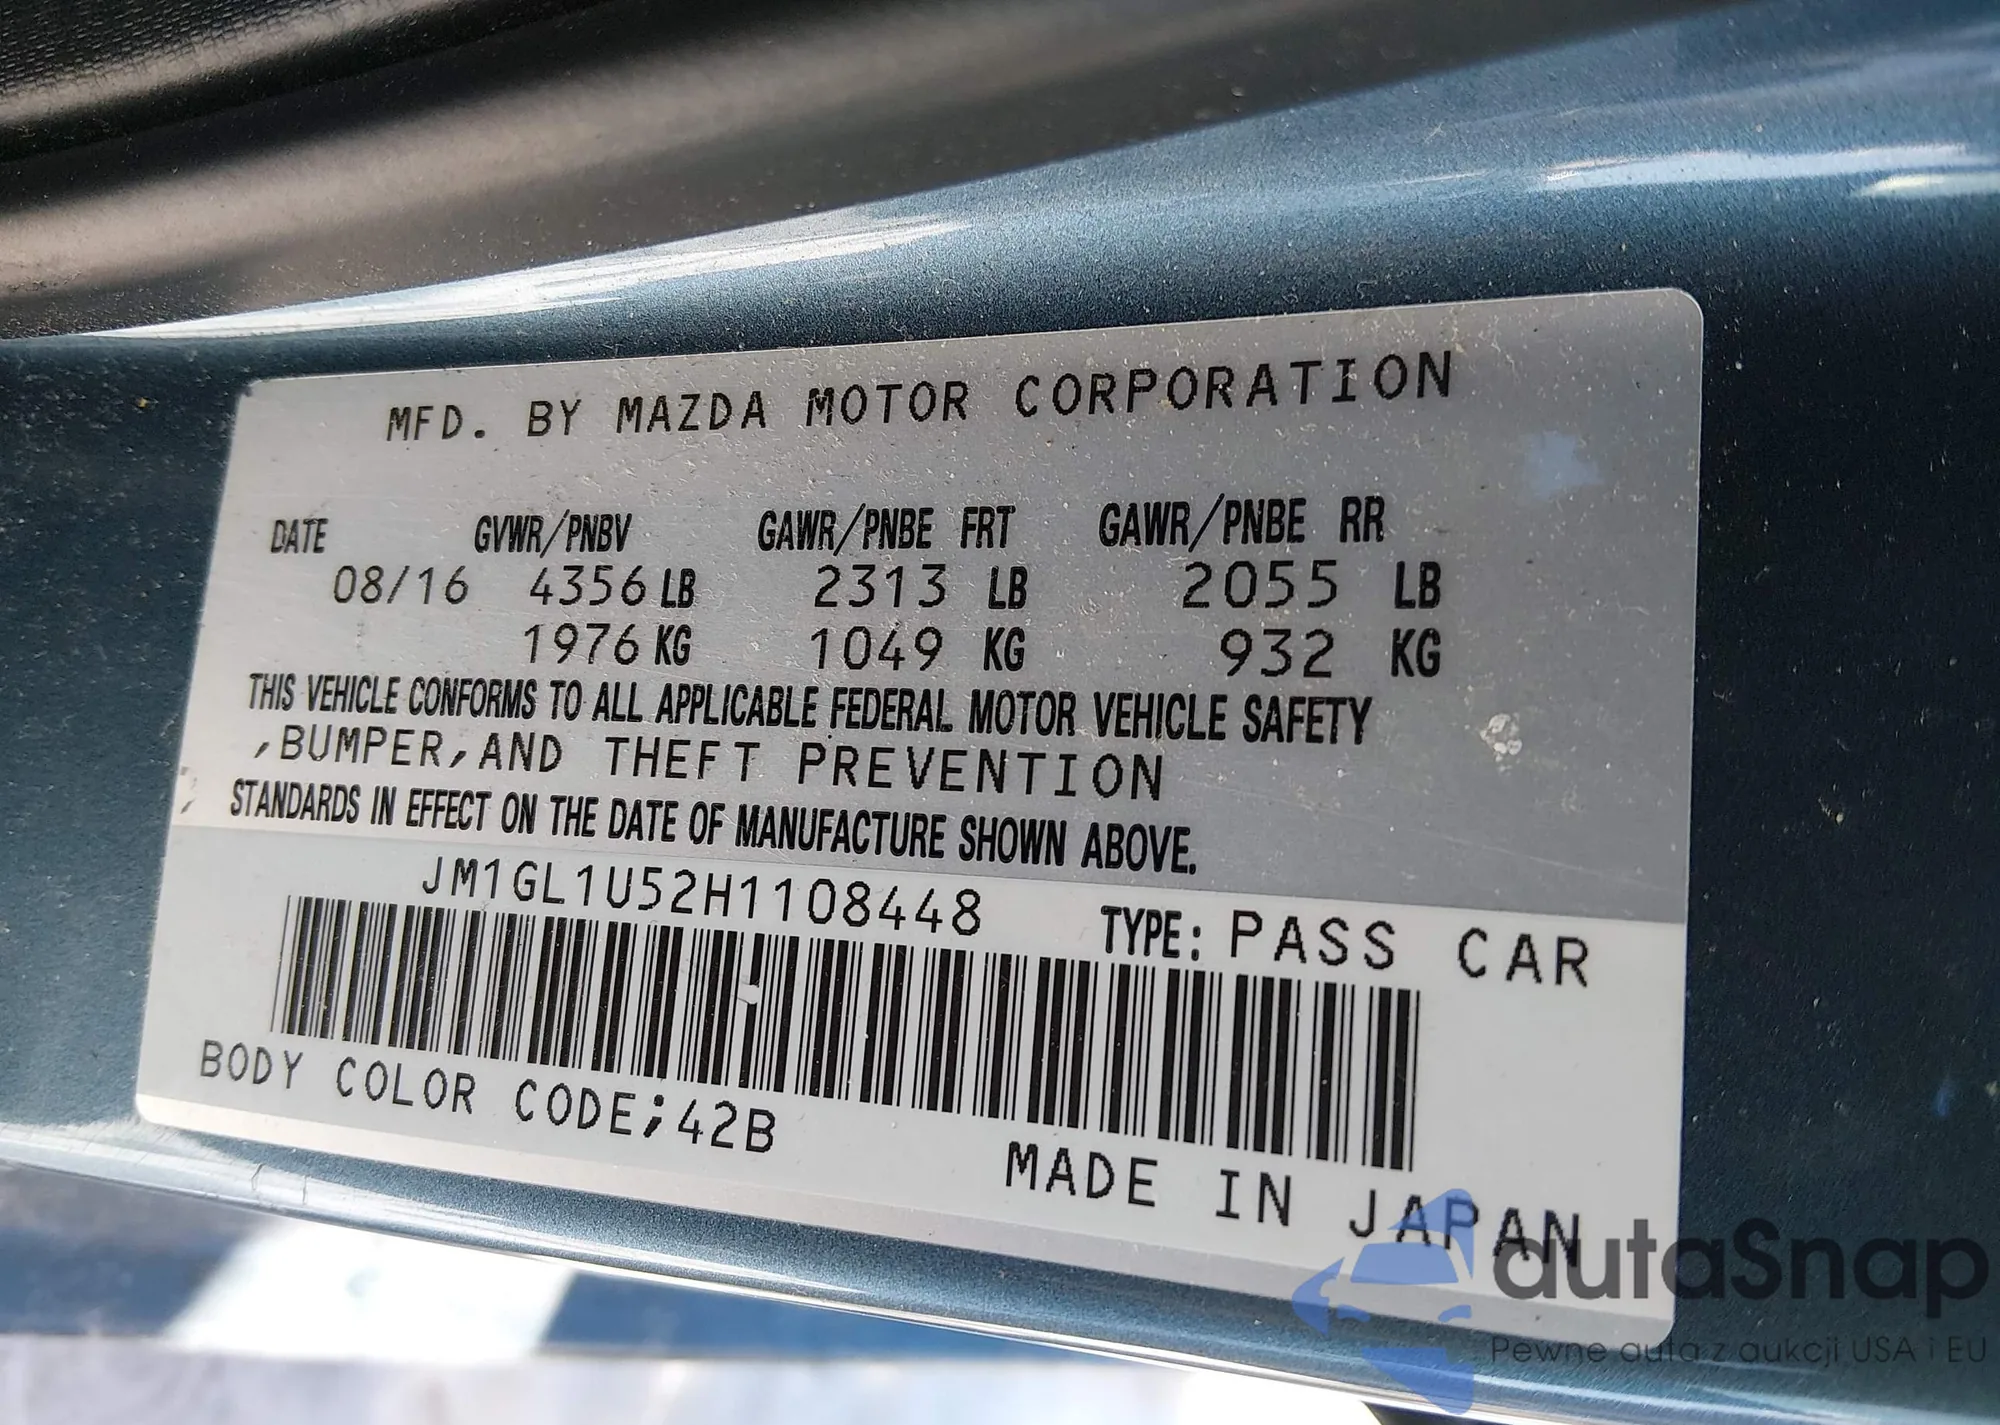 MFD. BY MAZDA MOTOR CORPORATION
DATE GVWR/PNBV GAWR/PNBE FRT GAWR/PNBE RR
08/16 4356 LB 2313 LB 2055 LB
1976 KG 1049 KG 932 KG
THIS VEHICLE CONFORMS TO ALL APPLICABLE FEDERAL MOTOR VEHICLE SAFETY
,BUMPER,AND THEFT PREVENTION
STANDARDS IN EFFECT ON THE DATE OF MANUFACTURE SHOWN ABOVE.
JM1GL1U52H1108448 TYPE: PASS CAR
BODY COLOR CODE;42B
MADE IN JAPAN
autaSnap
Pewne auta z aukcji USA i EU